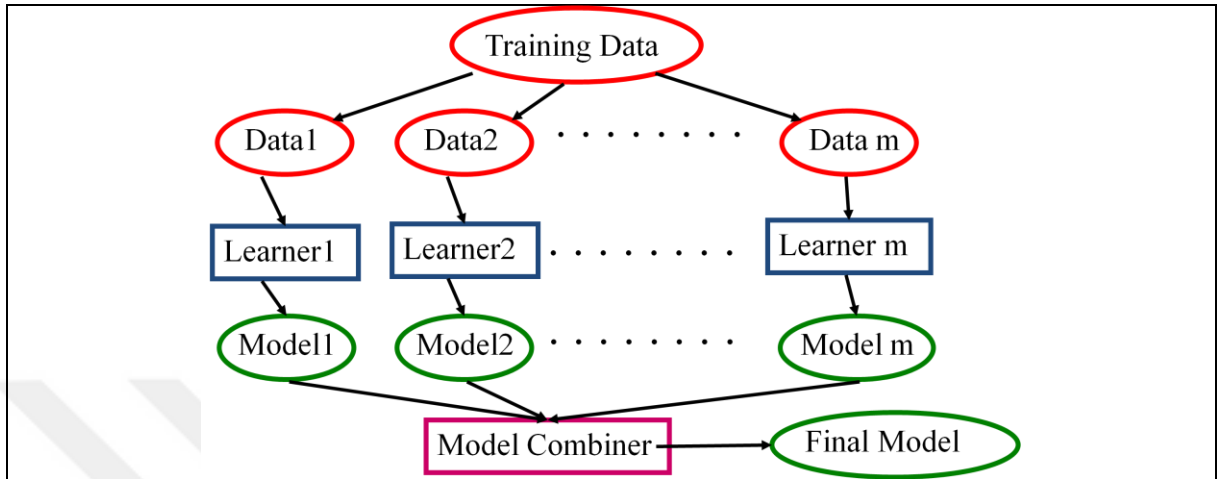 Training Data
Data1 Data2 . . . . . . . . Data m
Learner1 Learner2 . . . . . . . . Learner m
Model1 Model2 . . . . . . . . Model m
Model Combiner Final Model